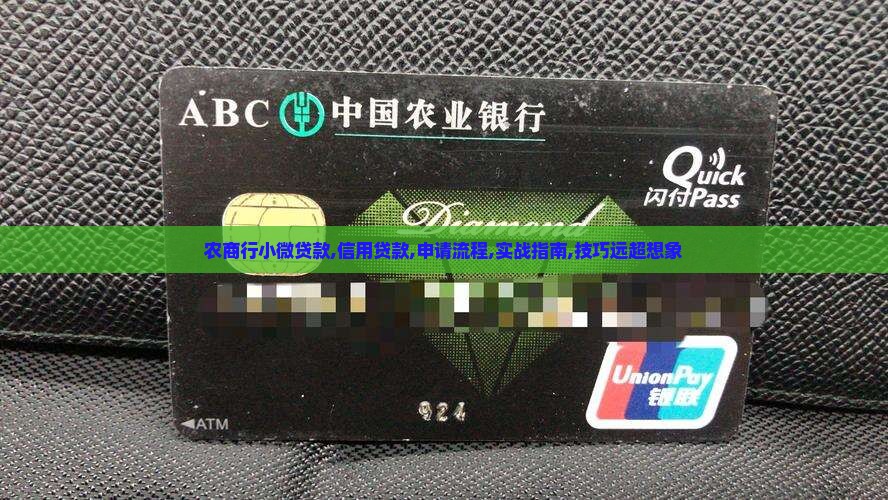 ABC 中国农业银行
Quick
闪付Pass
Diamond
农商行小微贷款,信用贷款,申请流程,实战指南,技巧远超想象
UnionPay
银联
924
ATM